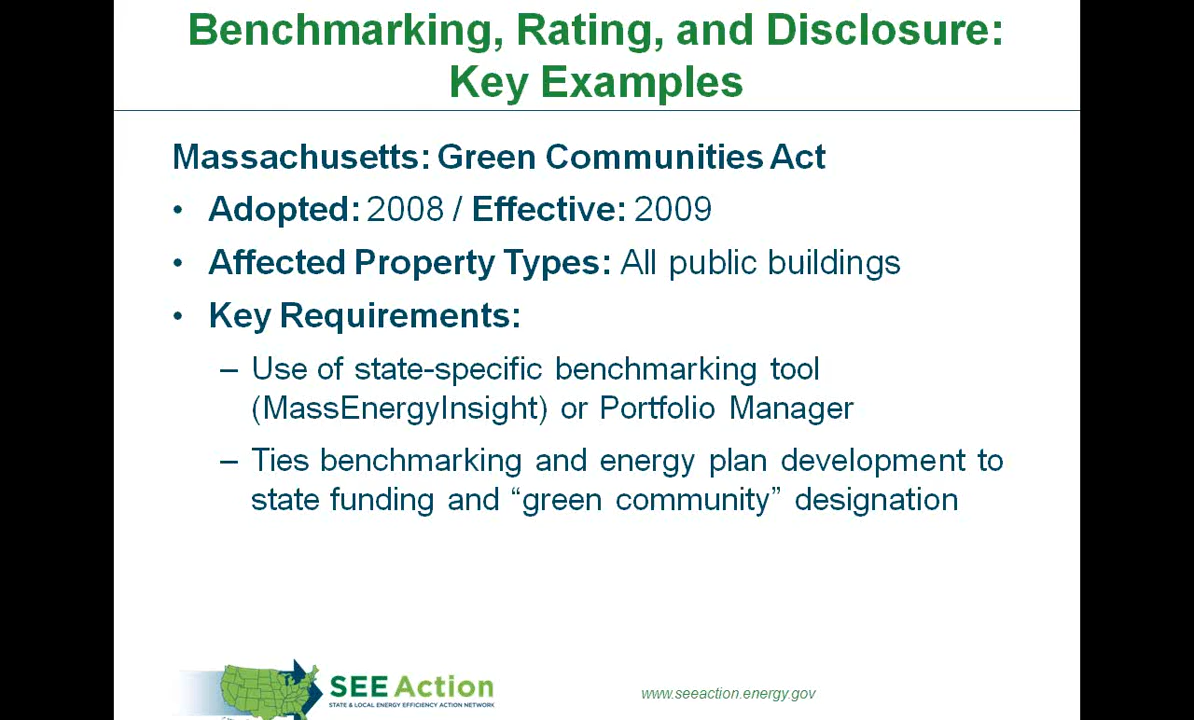 Benchmarking, Rating, and Disclosure:
Key Examples
Massachusetts: Green Communities Act
• Adopted: 2008 / Effective: 2009
• Affected Property Types: All public buildings
• Key Requirements:
– Use of state-specific benchmarking tool
(MassEnergyInsight) or Portfolio Manager
– Ties benchmarking and energy plan development to
state funding and “green community” designation
SEE Action
STATE & LOCAL ENERGY EFFICIENCY ACTION NETWORK
www.seeaction.energy.gov